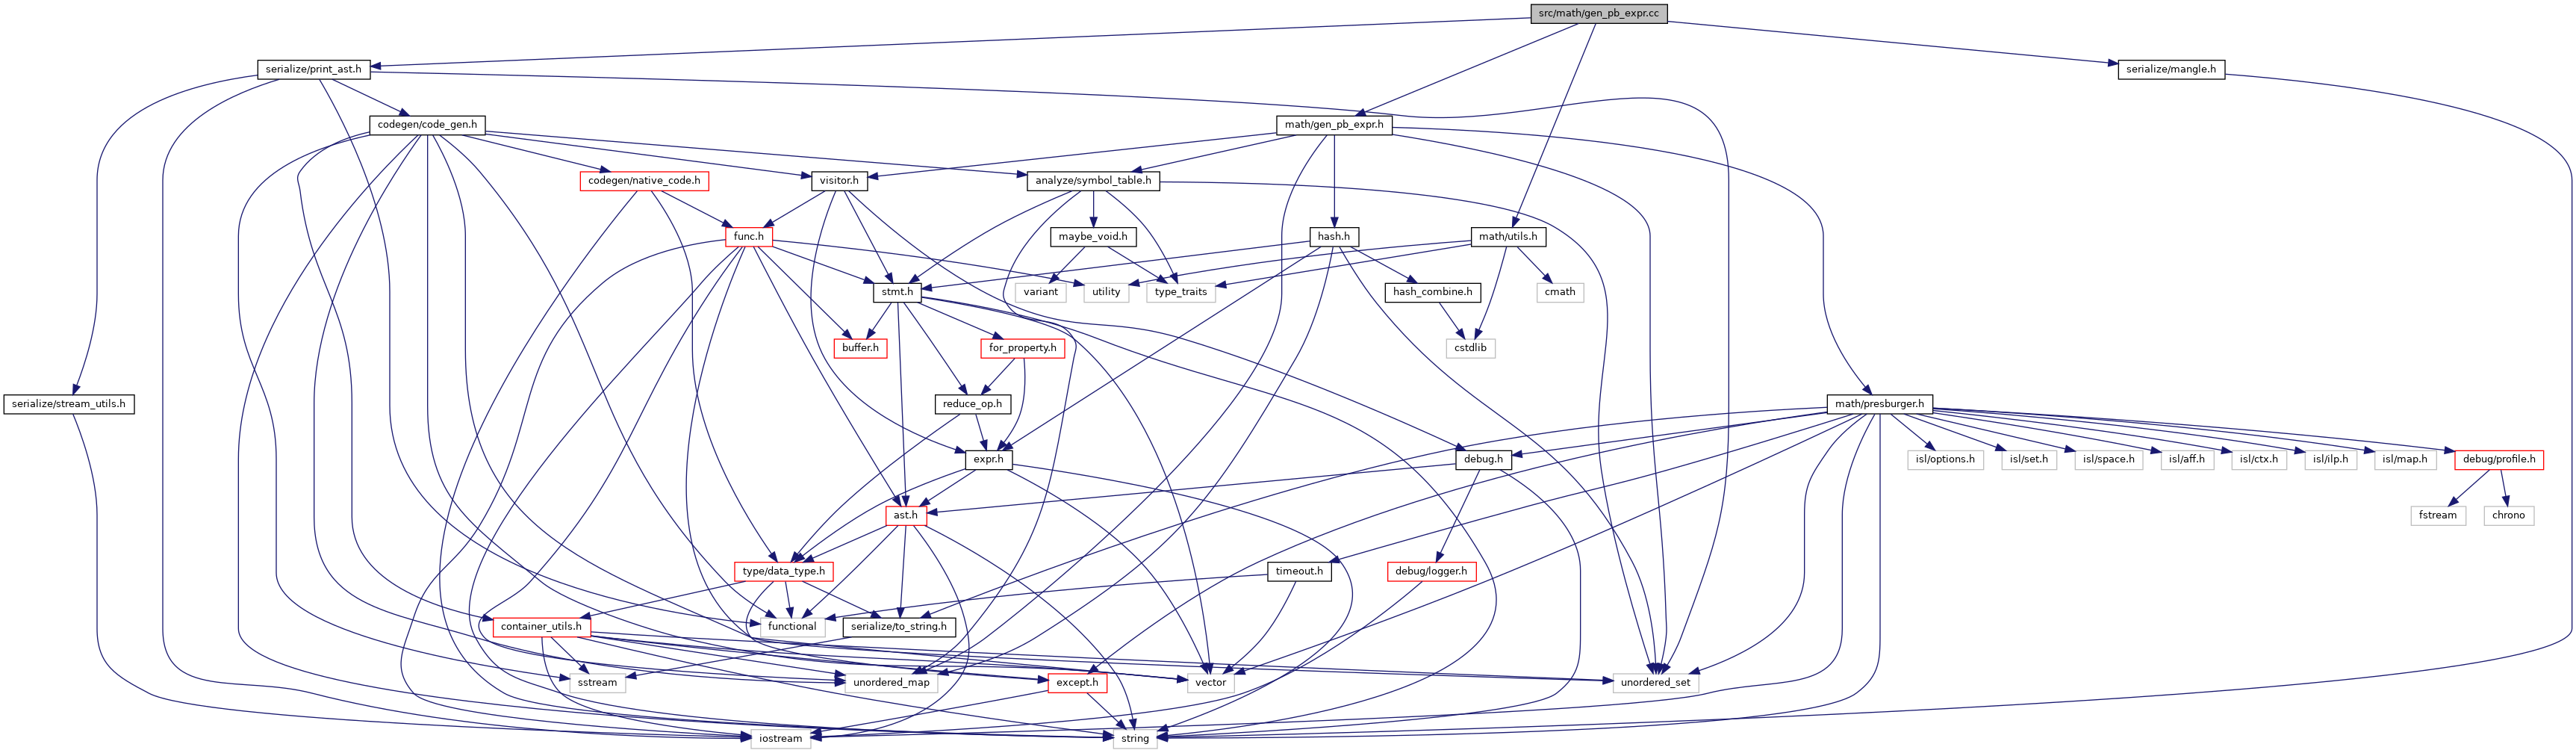 src/math/gen_pb_expr.cc
serialize/print_ast.h
serialize/mangle.h
codegen/code_gen.h
math/gen_pb_expr.h
codegen/native_code.h
visitor.h
analyze/symbol_table.h
func.h
maybe_void.h
hash.h
math/utils.h
stmt.h
variant
utility
type_traits
hash_combine.h
cmath
buffer.h
for_property.h
cstdlib
serialize/stream_utils.h
reduce_op.h
math/presburger.h
expr.h
debug.h
isl/options.h
isl/set.h
isl/space.h
isl/aff.h
isl/ctx.h
isl/ilp.h
isl/map.h
debug/profile.h
ast.h
fstream
chrono
type/data_type.h
timeout.h
debug/logger.h
container_utils.h
functional
serialize/to_string.h
sstream
unordered_map
except.h
vector
unordered_set
iostream
string